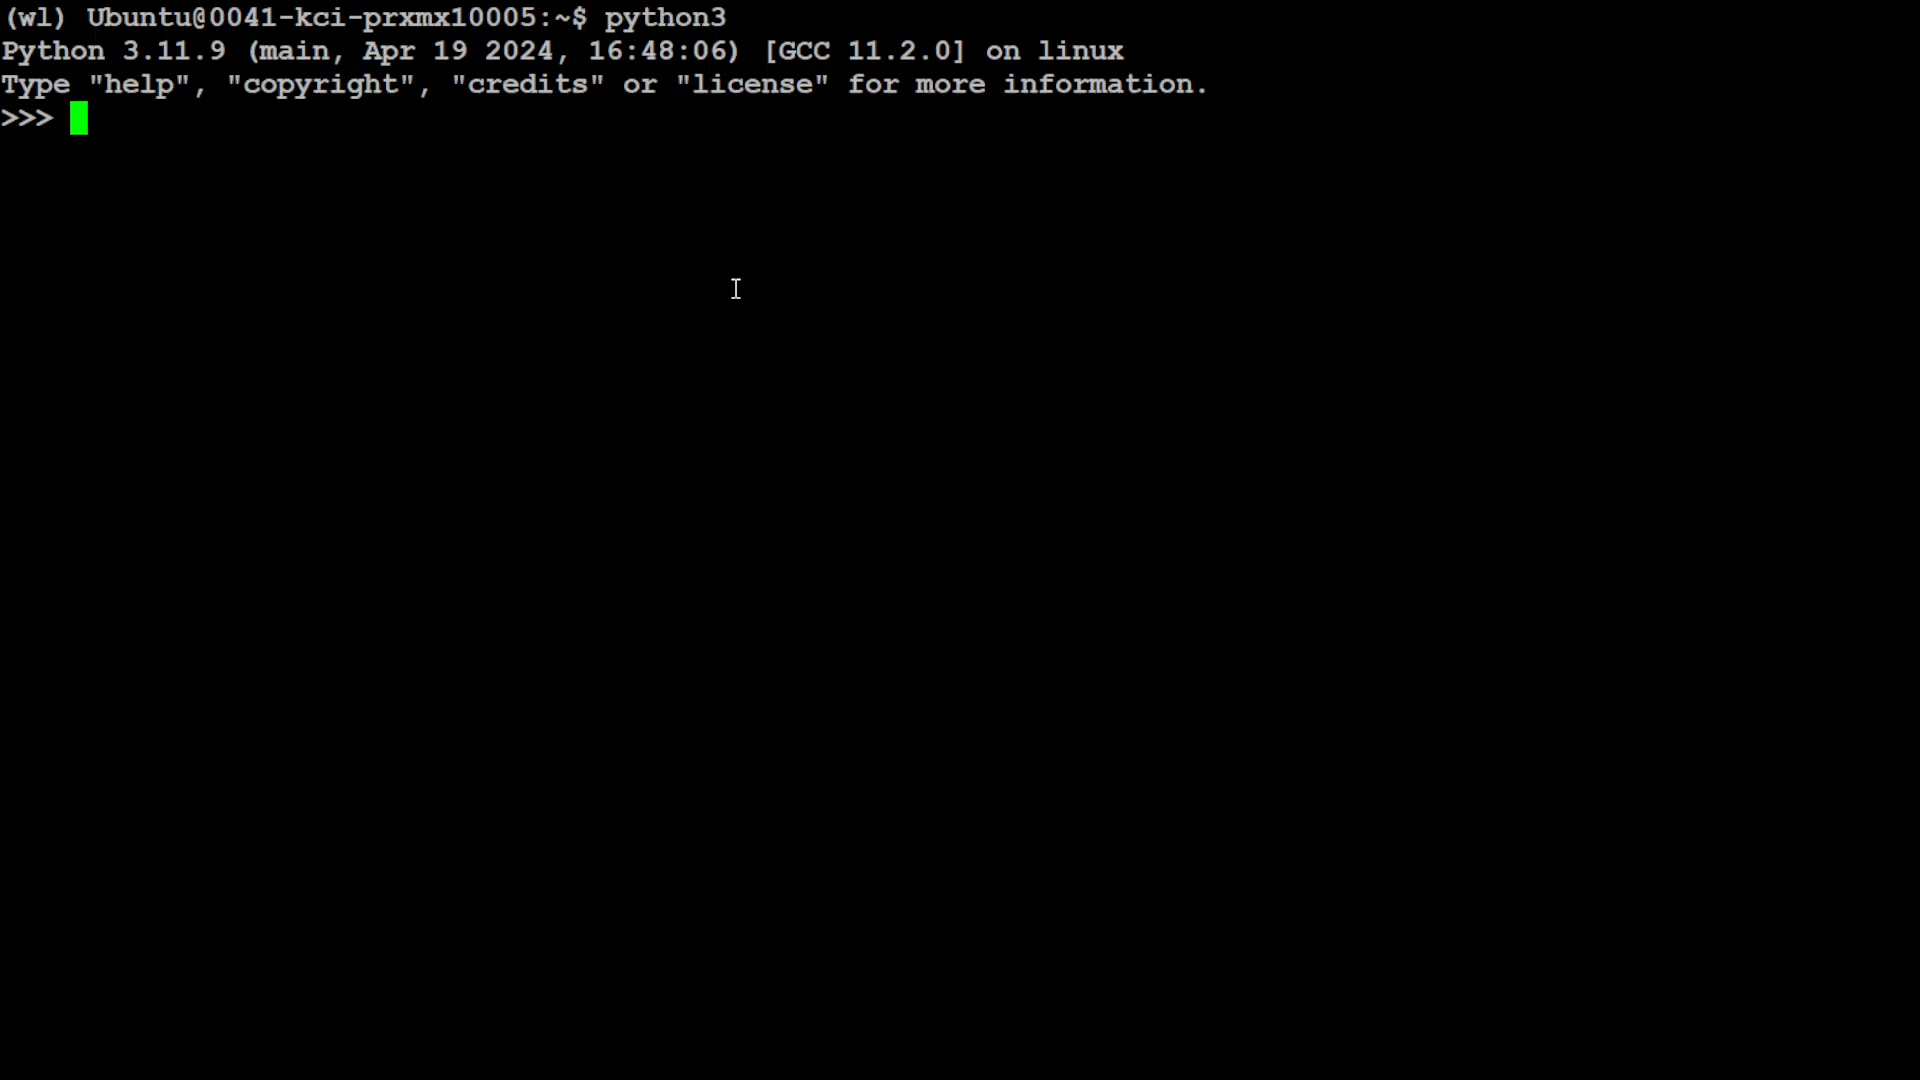 (wl) Ubuntu@0041-kci-prxmx10005:~$ python3
Python 3.11.9 (main, Apr 19 2024, 16:48:06) [GCC 11.2.0] on linux
Type "help", "copyright", "credits" or "license" for more information.
>>>